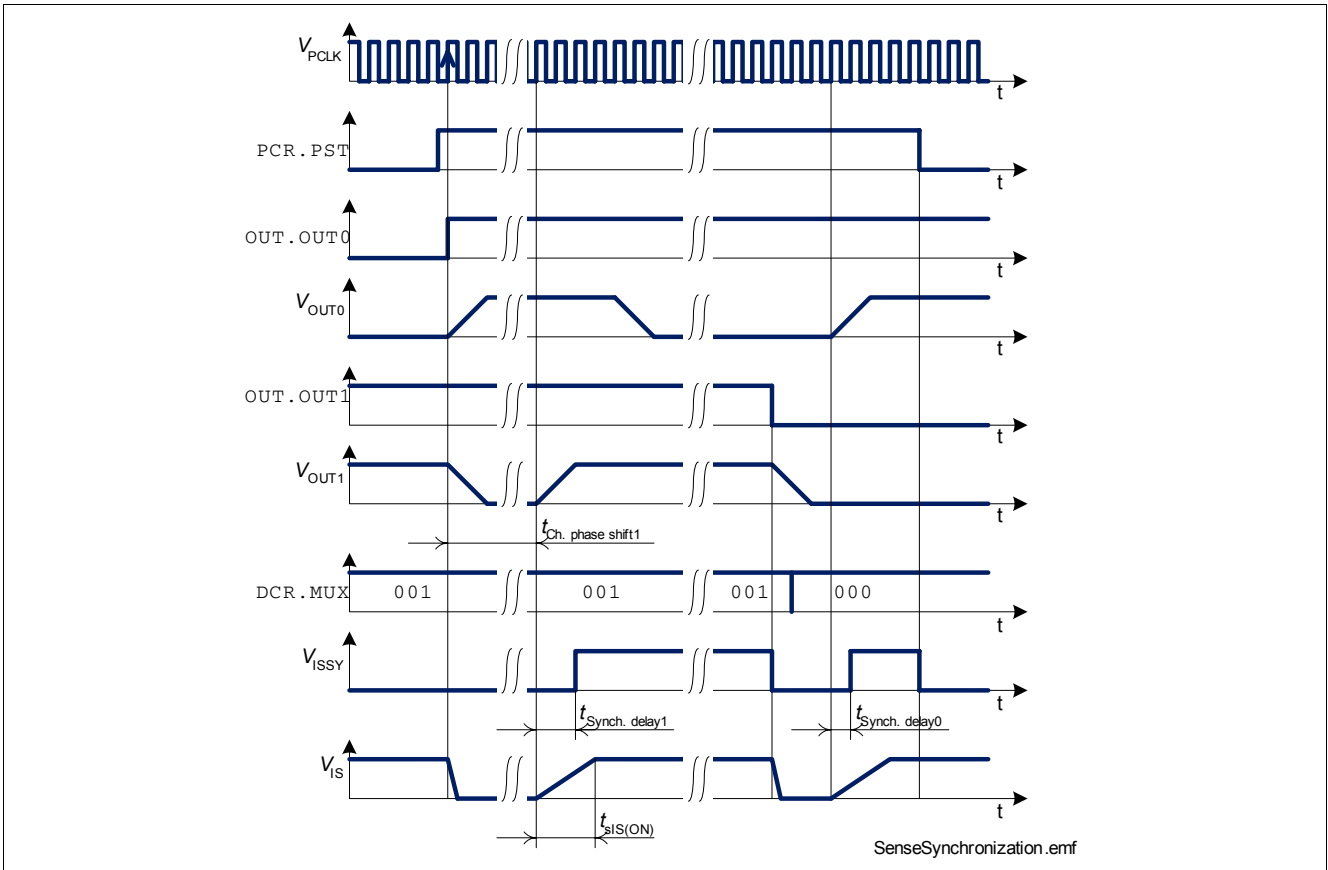 VPCLK
t
PCR.PST
t
OUT.OUT0
t
VOUT0
t
OUT.OUT1
t
VOUT1
t
tCh. phase shift1
DCR.MUX 001 001 001 000
t
VISSY
t
tSynch. delay1 tSynch. delay0
VIS
t
tsIS(ON)
SenseSynchronization.emf